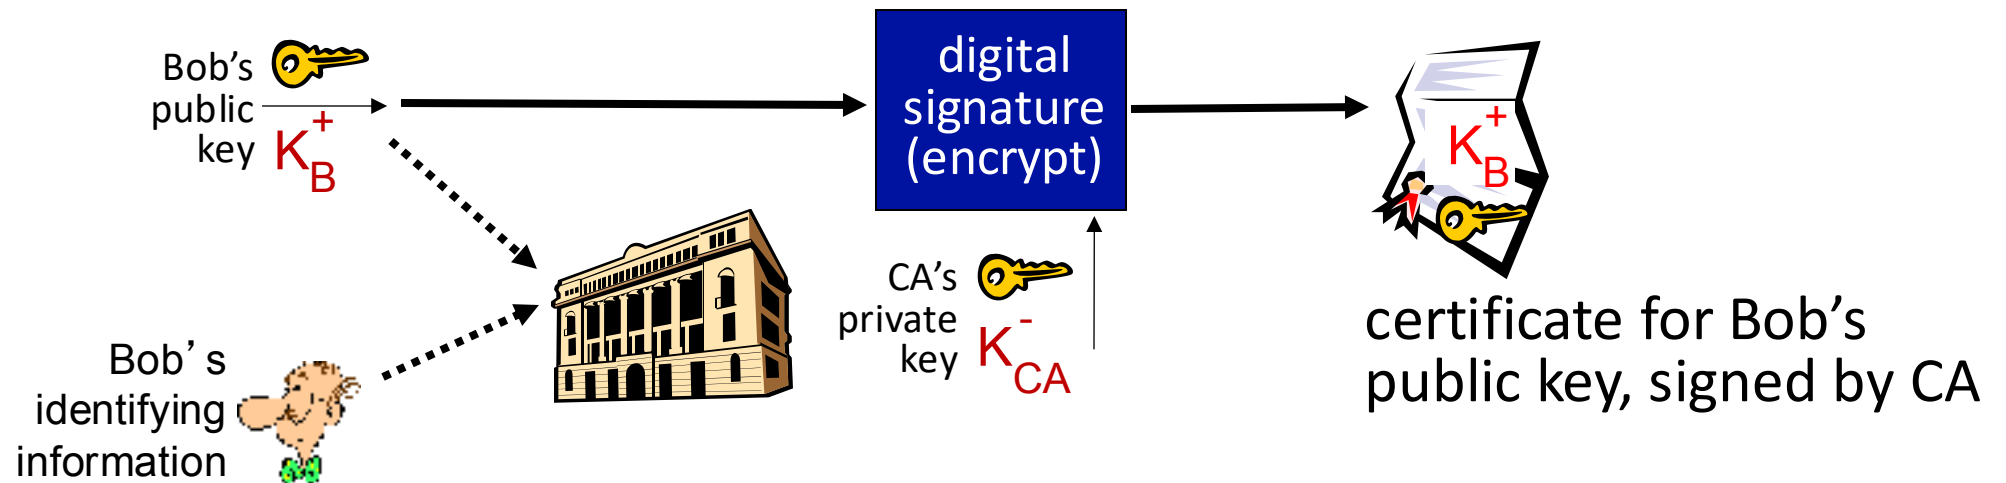 Bob’s
public
key
K
+
B
Bob’s
identifying
information
digital
signature
(encrypt)
CA’s
private
key
K
-
CA
K
+
B
certificate for Bob’s
public key, signed by CA